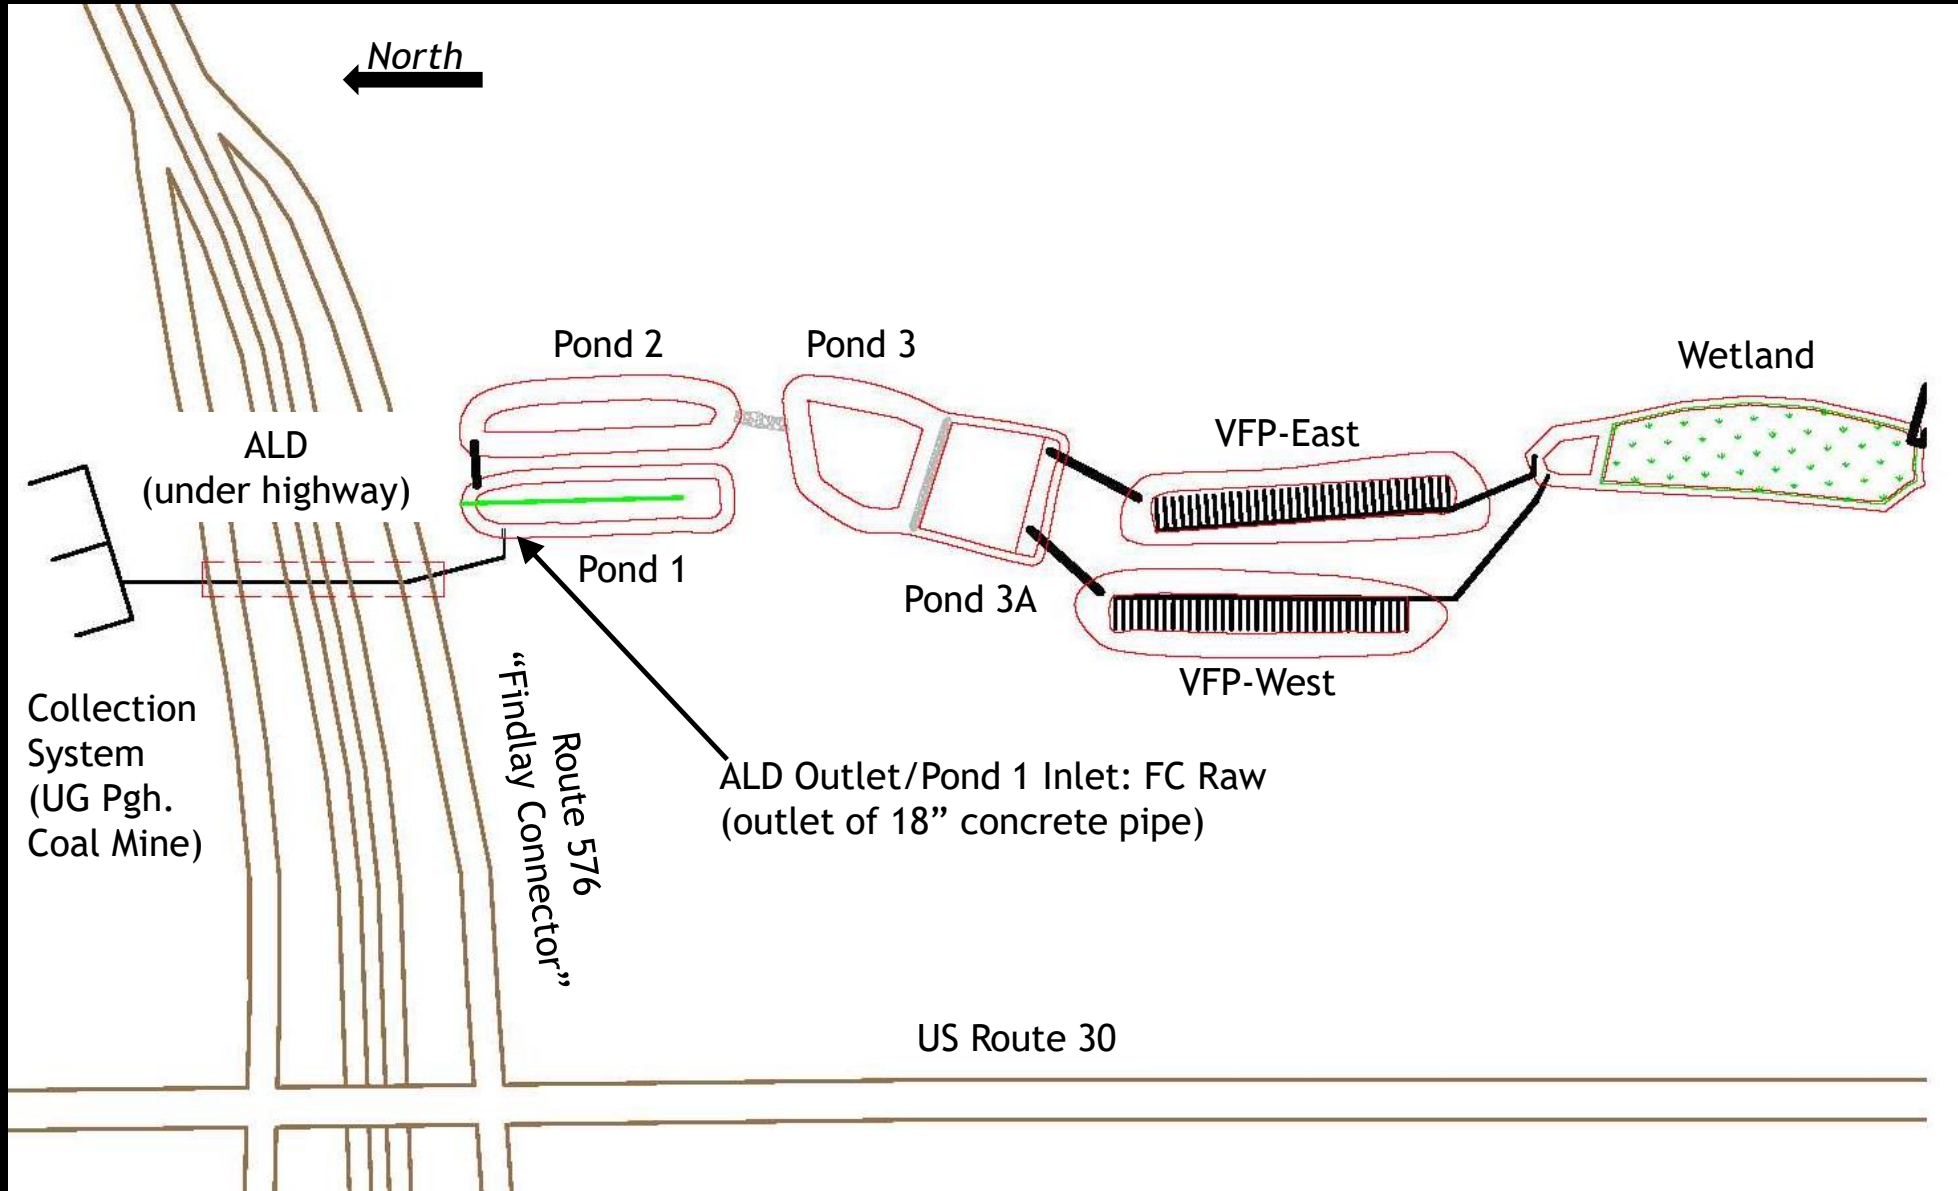 North
Pond 2
Pond 3
Wetland
VFP-East
ALD
(under highway)
Pond 1
Pond 3A
VFP-West
Collection
System
(UG Pgh.
Coal Mine)
Route 576
“Findlay Connector”
ALD Outlet/Pond 1 Inlet: FC Raw
(outlet of 18” concrete pipe)
US Route 30